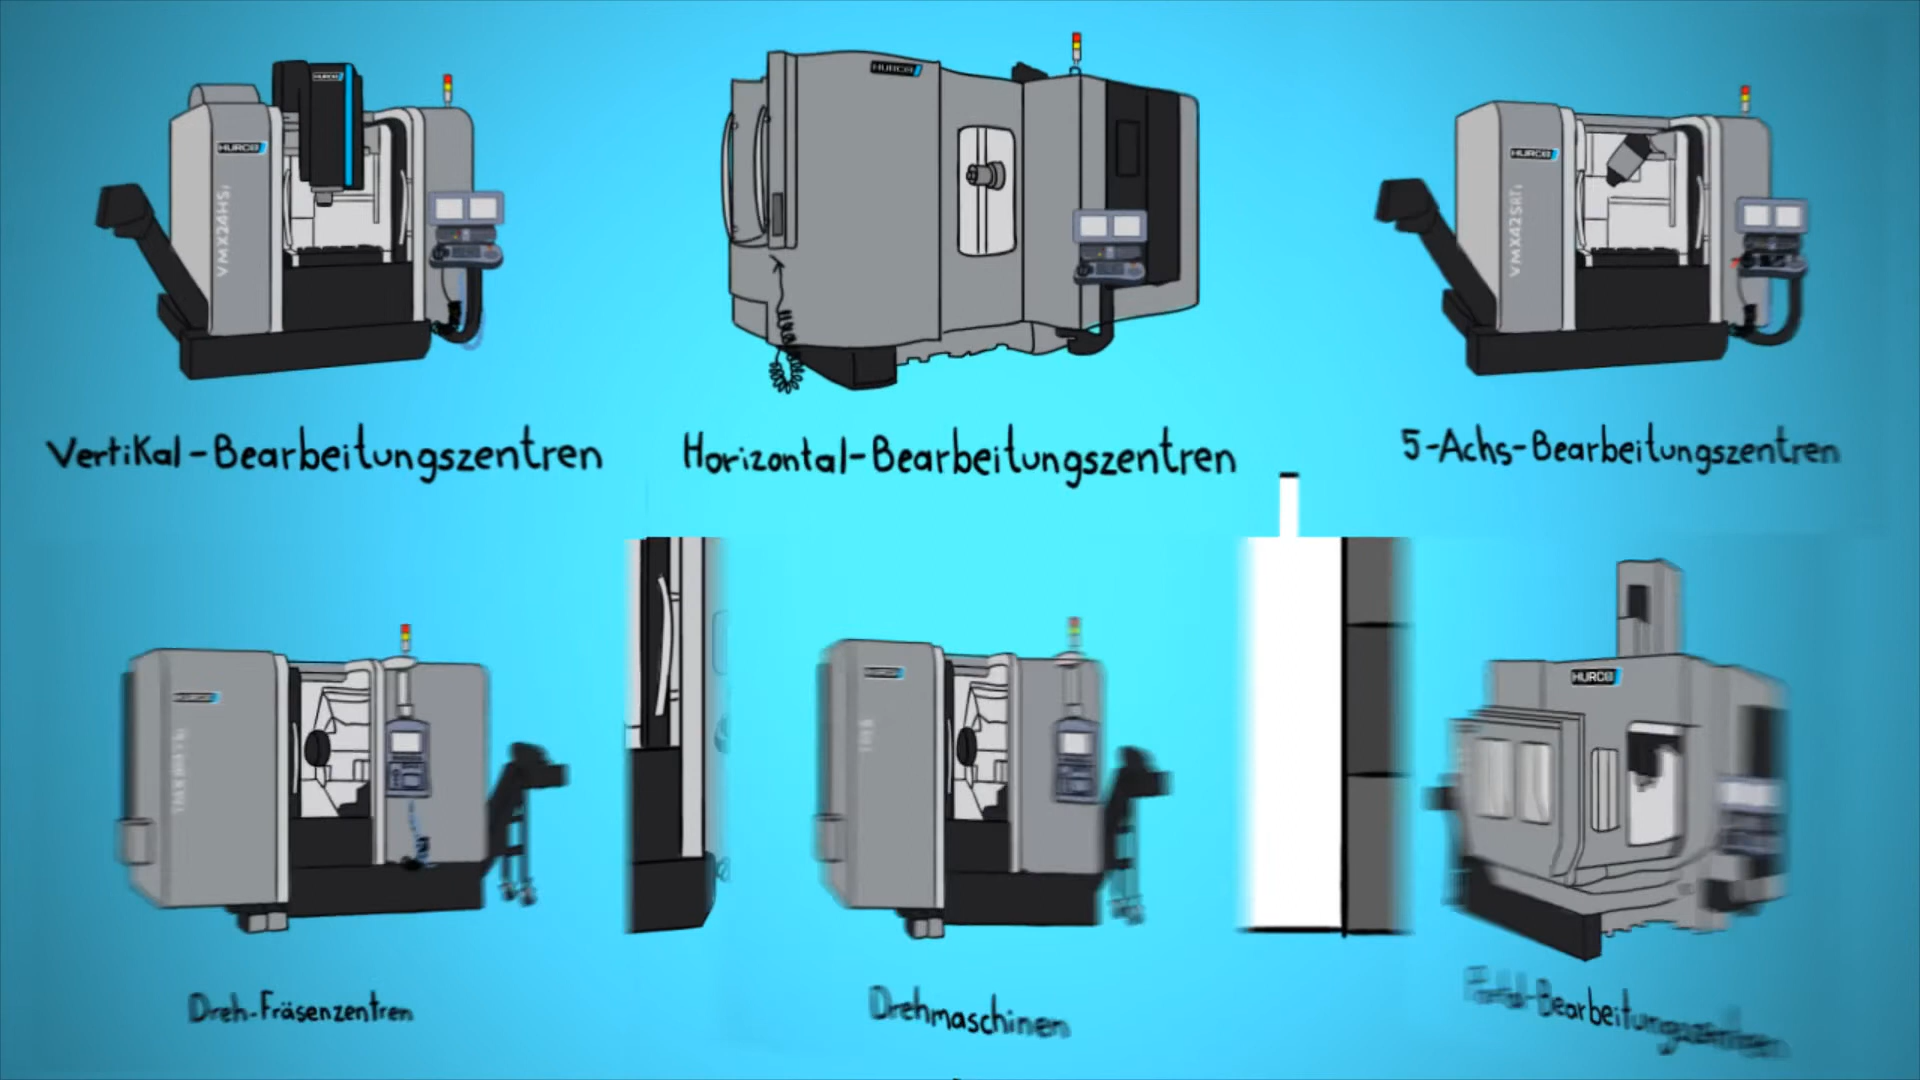 HURCO
HURCO
VMX24HSi
HURCO
HURCO
VMX42SRTi
Vertikal-Bearbeitungszentren
Horizontal-Bearbeitungszentren
5-Achs-Bearbeitungszentren
HURCO
HURCO
HURCO
Dreh-Fräsenzentren
Drehmaschinen
-Bearbeitungszentren